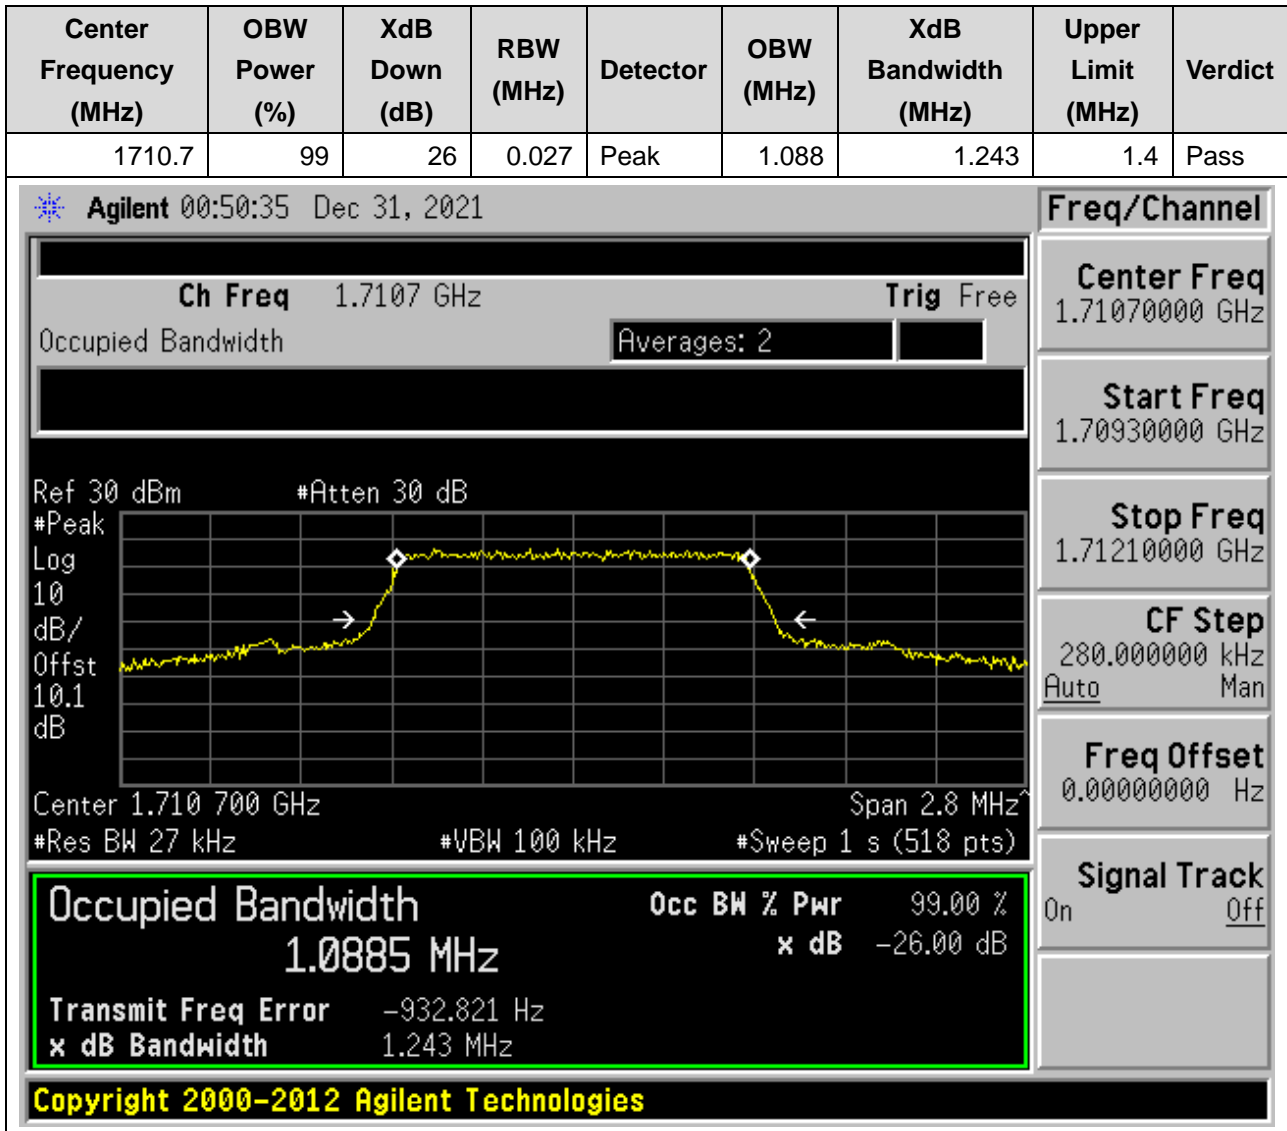 Center Frequency (MHz) OBW Power (%) XdB Down (dB) RBW (MHz) Detector OBW (MHz) XdB Bandwidth (MHz) Upper Limit (MHz) Verdict
1710.7 99 26 0.027 Peak 1.088 1.243 1.4 Pass
Agilent 00:50:35 Dec 31, 2021
Freq/Channel
Ch Freq 1.7107 GHz Trig Free
Occupied Bandwidth Averages: 2
Ref 30 dBm #Atten 30 dB
#Peak
Log
10
dB/
Offst
10.1
dB
Center 1.710 700 GHz Span 2.8 MHz^
#Res BW 27 kHz #VBW 100 kHz #Sweep 1 s (518 pts)
Occupied Bandwidth Occ BW % Pwr 99.00 %
1.0885 MHz x dB -26.00 dB
Transmit Freq Error -932.821 Hz
x dB Bandwidth 1.243 MHz
Center Freq
1.71070000 GHz
Start Freq
1.70930000 GHz
Stop Freq
1.71210000 GHz
CF Step
280.000000 kHz
Auto Man
Freq Offset
0.00000000 Hz
Signal Track
On Off
Copyright 2000-2012 Agilent Technologies